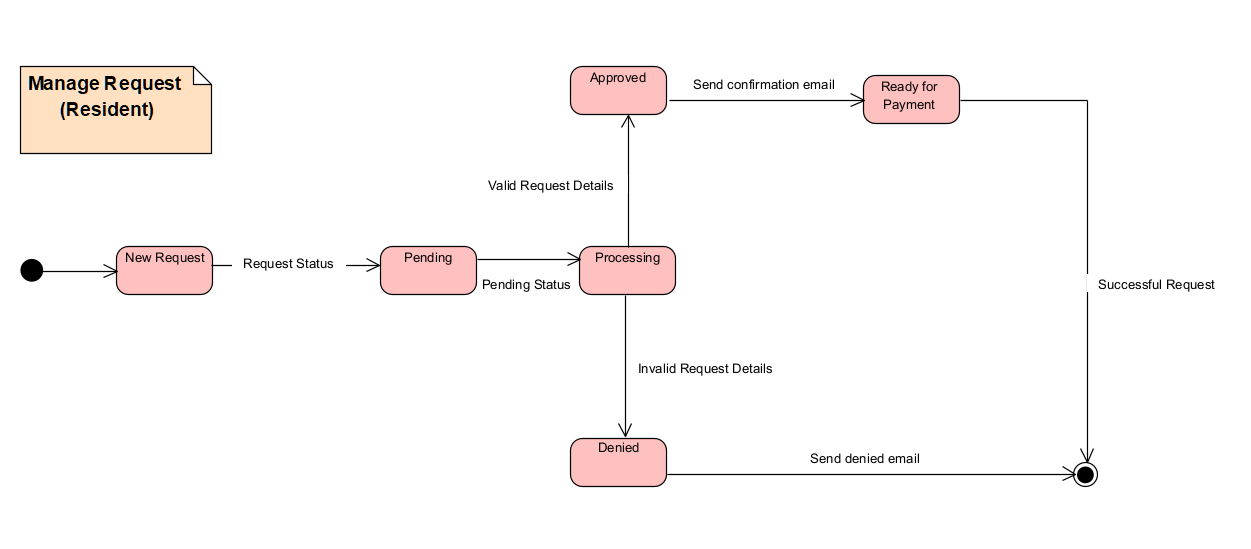 Manage Request
(Resident)
Approved
Send confirmation email
Ready for
Payment
Valid Request Details
New Request
Request Status
Pending
Pending Status
Processing
Successful Request
Invalid Request Details
Denied
Send denied email